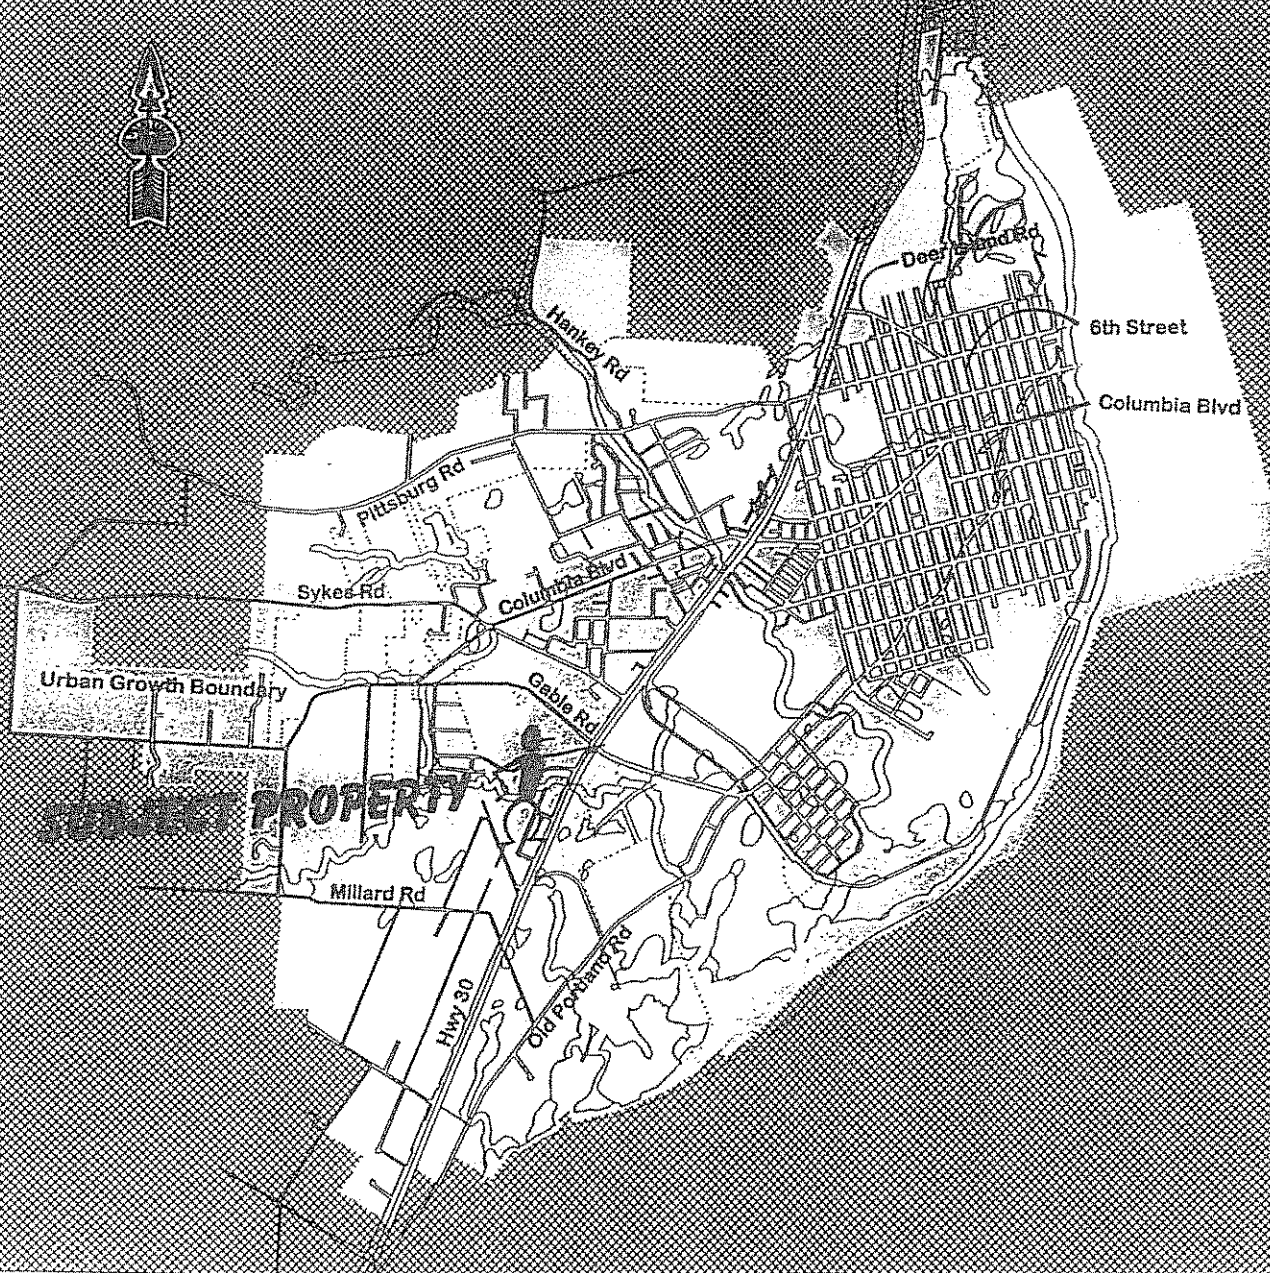 Deer Island Rd
6th Street
Hankey Rd
Columbia Blvd
Pittsburg Rd
Sykes Rd.
Columbia Blvd
Urban Growth Boundary
Gable Rd
SUBJECT PROPERTY
Millard Rd
Hwy 30
Old Portland Rd